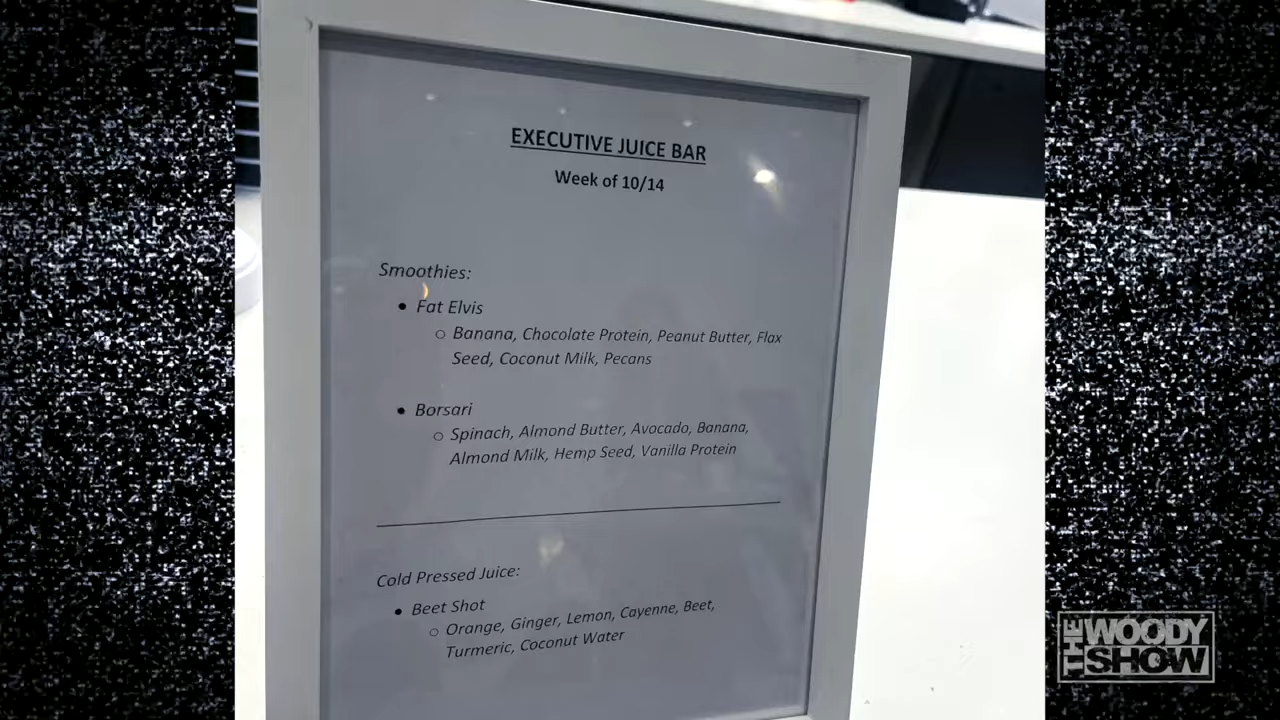 EXECUTIVE JUICE BAR
Week of 10/14
Smoothies:
• Fat Elvis
○ Banana, Chocolate Protein, Peanut Butter, Flax
Seed, Coconut Milk, Pecans
• Borsari
○ Spinach, Almond Butter, Avocado, Banana,
Almond Milk, Hemp Seed, Vanilla Protein
Cold Pressed Juice:
• Beet Shot
○ Orange, Ginger, Lemon, Cayenne, Beet,
Turmeric, Coconut Water
THE WOODY SHOW